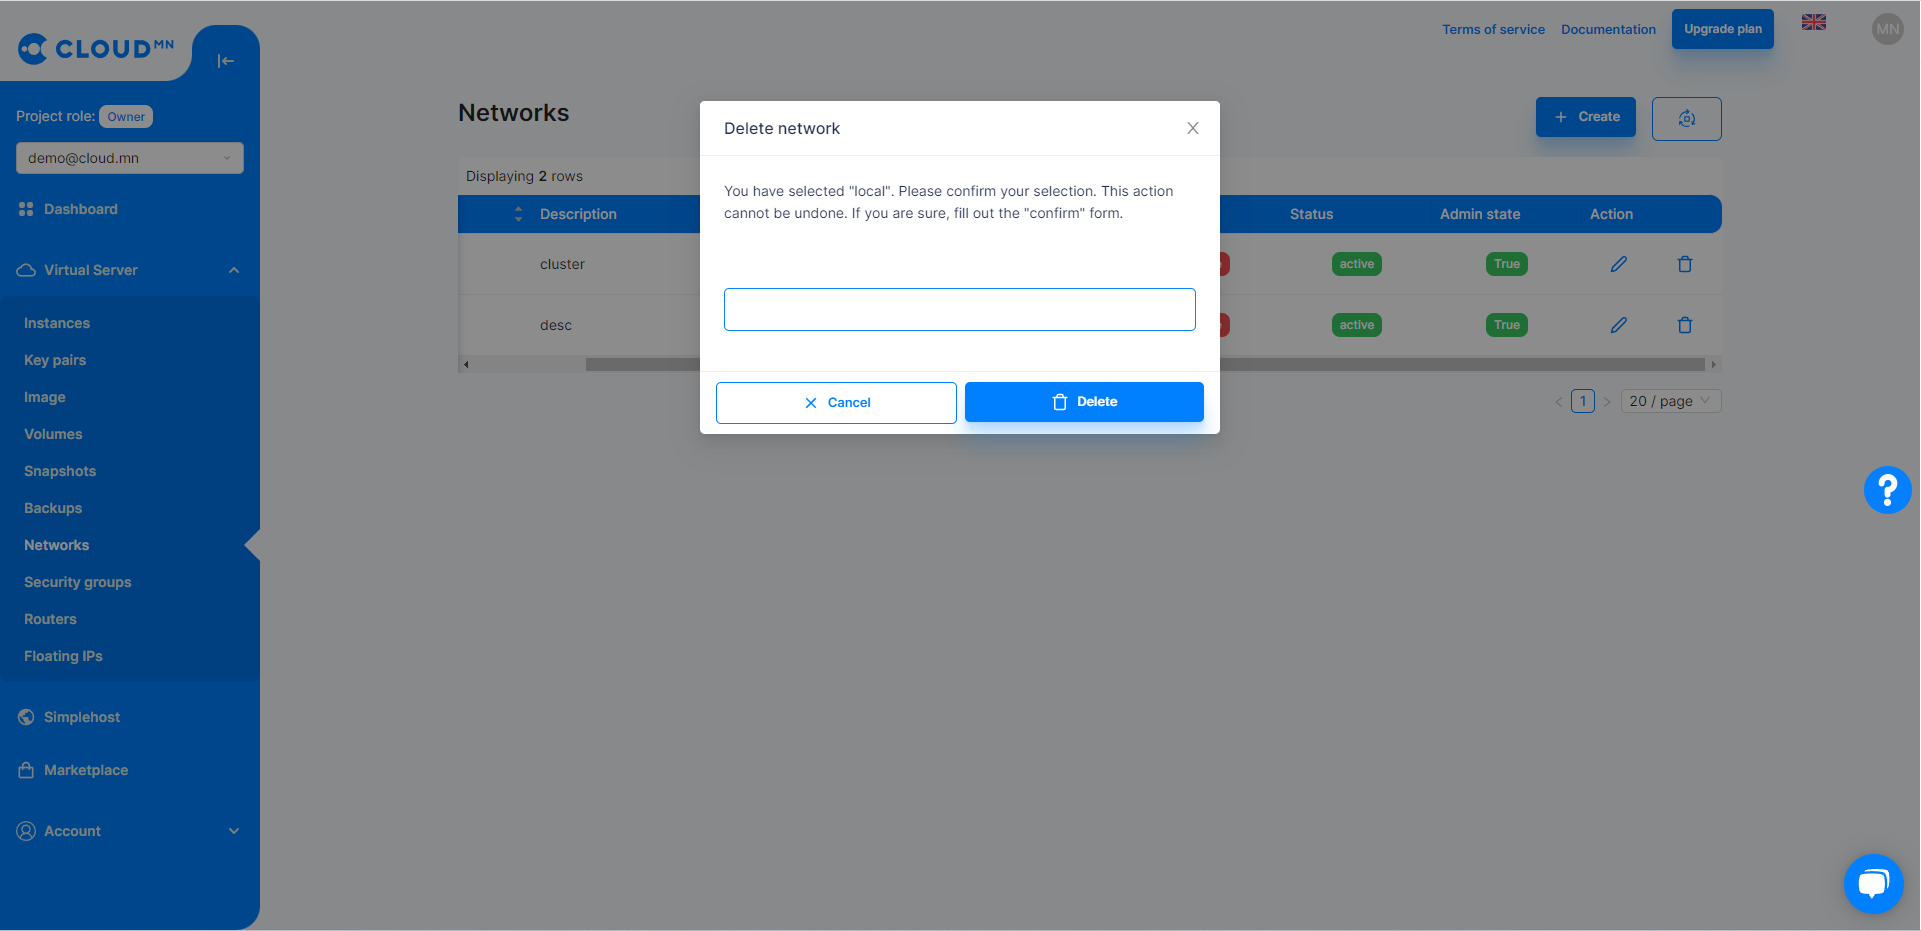 CLOUD MN
Terms of service
Documentation
Upgrade plan
MN
Project role: Owner
demo@cloud.mn
Dashboard
Virtual Server
Instances
Key pairs
Image
Volumes
Snapshots
Backups
Networks
Security groups
Routers
Floating IPs
Simplehost
Marketplace
Account
Networks
Create
Displaying 2 rows
Description
Status
Admin state
Action
cluster
active
True
desc
active
True
1
20 / page
Delete network
You have selected "local". Please confirm your selection. This action
cannot be undone. If you are sure, fill out the "confirm" form.
Cancel
Delete
?